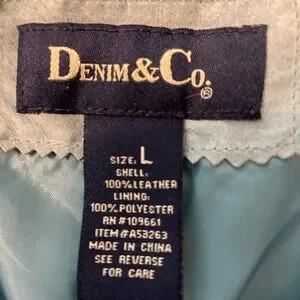 DENIM & CO.®
SIZE: L
SHELL:
100% LEATHER
LINING:
100% POLYESTER
RN #109661
ITEM# A53263
MADE IN CHINA
SEE REVERSE
FOR CARE